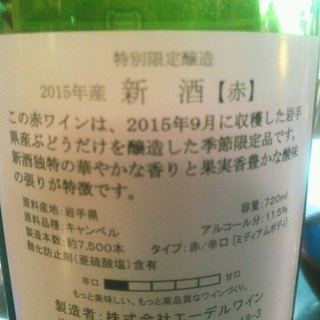 特別限定醸造
2015年産 新 酒【赤】
この赤ワインは、2015年9月に収穫した岩手
県産ぶどうだけを醸造した季節限定品です。
新酒独特の華やかな香りと果実香豊かな酸味
の張りが特徴です。
原料産地：岩手県 容量：720ml
原料品種：キャンベル アルコール分：11.5%
製造本数：約7,500本 タイプ：赤/辛口 [ミディアムボディ]
酸化防止剤（亜硫酸塩）含有
辛口 甘口
もっと美味しい、もっと高品質なワインづくり。
製造者：株式会社エーデルワイン
18-3